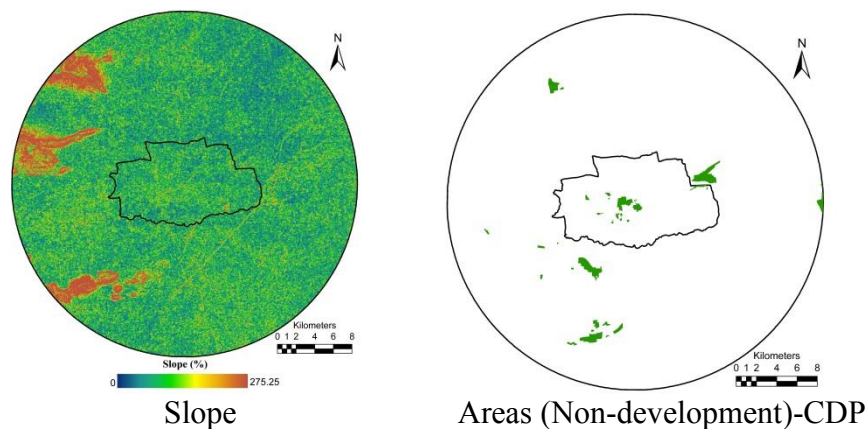 N
Kilometers
0 1 2 4 6 8
Slope (%)
0 275.25
Slope
N
Kilometers
0 1 2 4 6 8
Areas (Non-development)-CDP